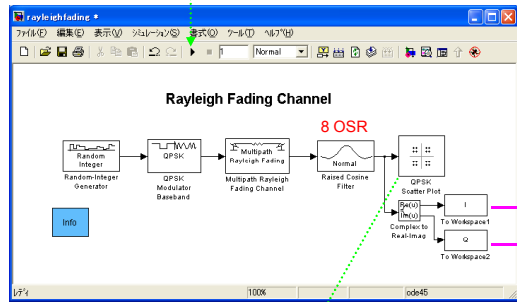 rayleighfading *
ファイル(F) 編集(E) 表示(V) シミュレーション(S) 書式(O) ツール(T) ヘルプ(H)
1 Normal
Rayleigh Fading Channel
8 OSR
Random
Integer
Random-Integer
Generator
QPSK
QPSK
Modulator
Baseband
Multipath
Rayleigh Fading
Multipath Rayleigh
Fading Channel
Normal
Raised Cosine
Filter
QPSK
Scatter Plot
Re(u)
Im(u)
Complex to
Real-Imag
I
To Workspace1
Q
To Workspace2
Info
レディ 100% ode45